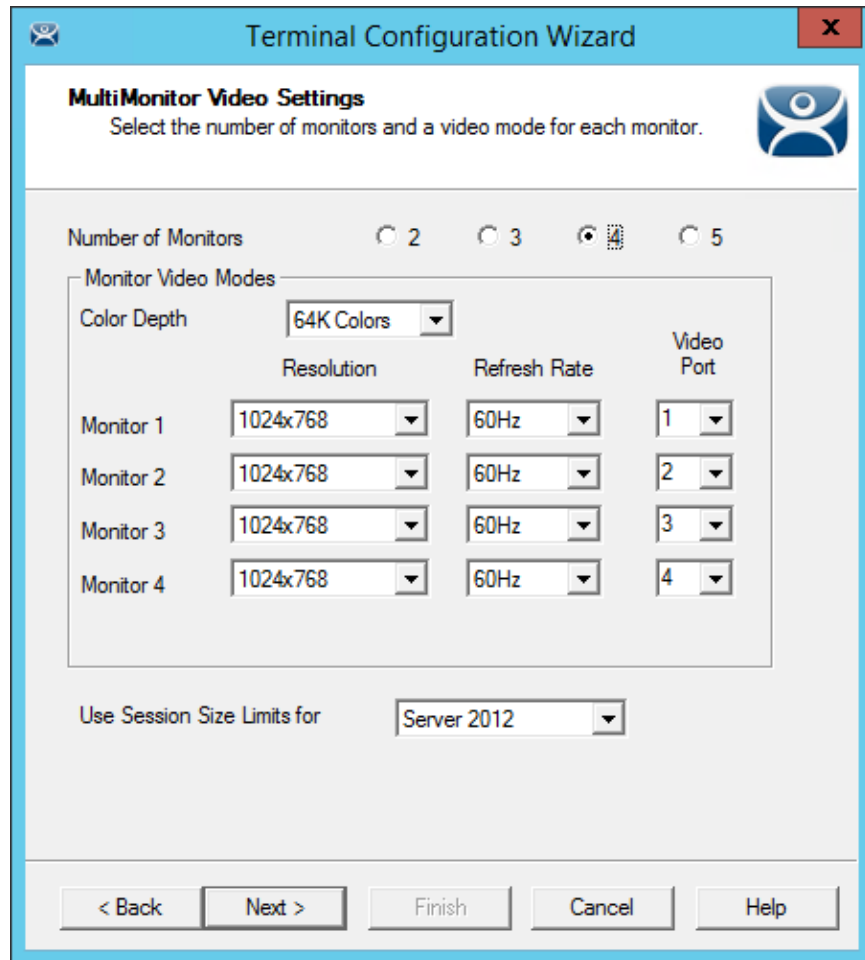 Terminal Configuration Wizard
x
MultiMonitor Video Settings
Select the number of monitors and a video mode for each monitor.
Number of Monitors 2 3 4 5
Monitor Video Modes
Color Depth 64K Colors
Video
Resolution Refresh Rate Port
Monitor 1 1024x768 60Hz 1
Monitor 2 1024x768 60Hz 2
Monitor 3 1024x768 60Hz 3
Monitor 4 1024x768 60Hz 4
Use Session Size Limits for Server 2012
< Back Next > Finish Cancel Help